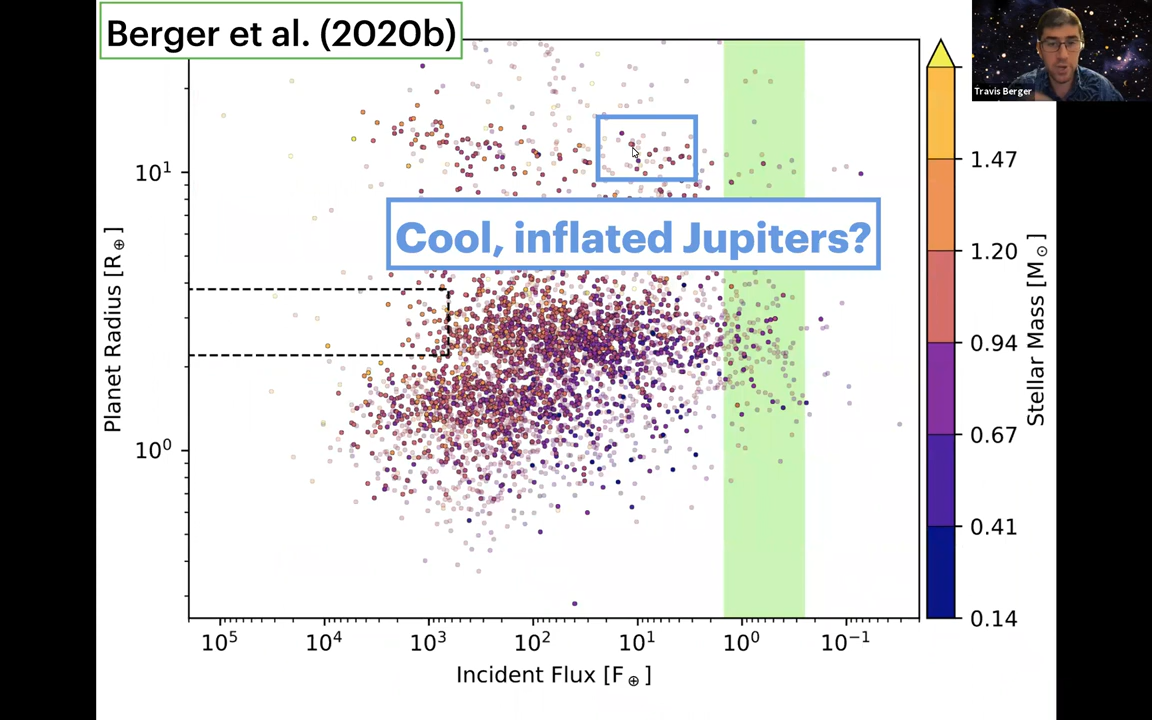 Berger et al. (2020b)
Travis Berger
Cool, inflated Jupiters?
Planet Radius [R⊕]
10¹
10⁰
10⁵
10⁴
10³
10²
10¹
10⁰
10⁻¹
Incident Flux [F⊕]
1.47
1.20
0.94
0.67
0.41
0.14
Stellar Mass [M⊙]